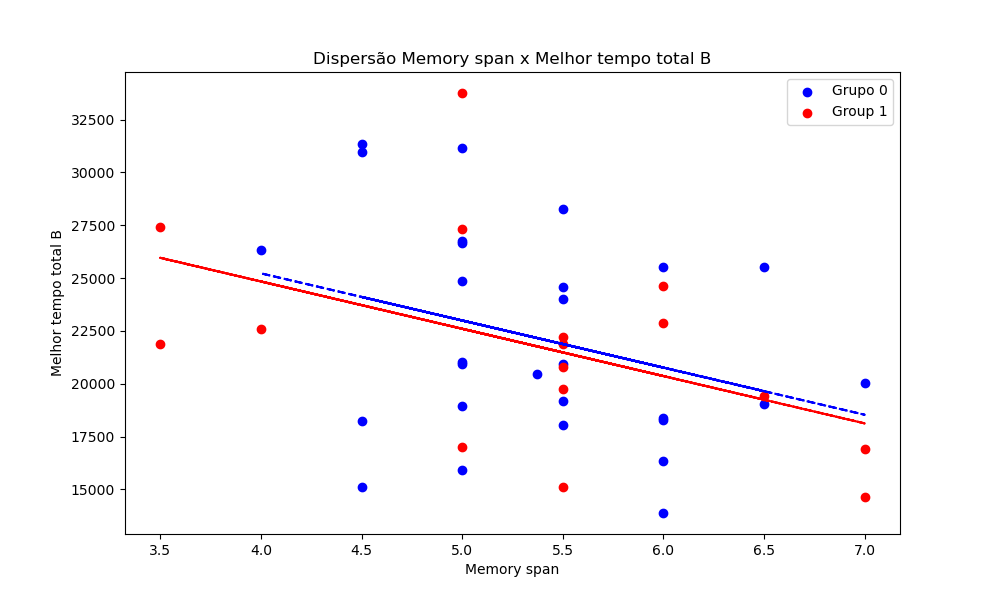 Dispersão Memory span x Melhor tempo total B
Grupo 0
Group 1
Melhor tempo total B
32500
30000
27500
25000
22500
20000
17500
15000
3.5 4.0 4.5 5.0 5.5 6.0 6.5 7.0
Memory span